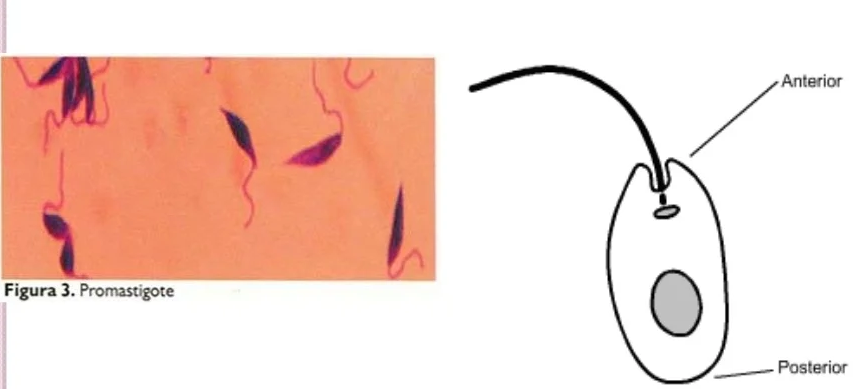 Anterior
Figura 3. Promastigote
Posterior